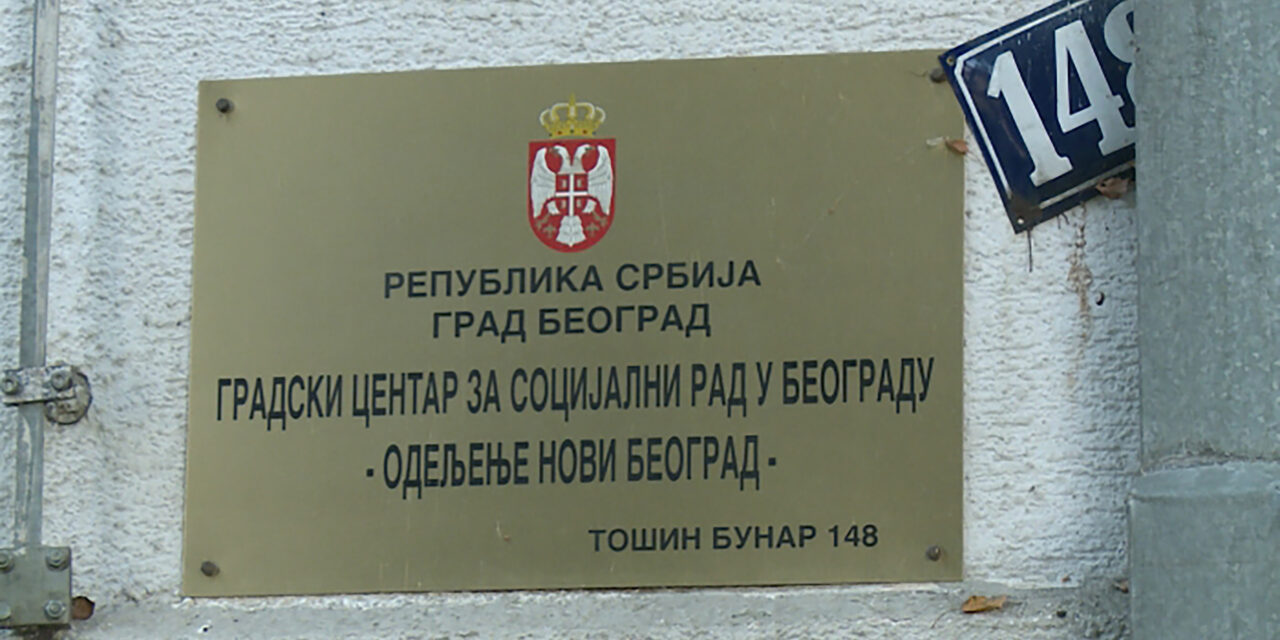 148
РЕПУБЛИКА СРБИЈА
ГРАД БЕОГРАД
ГРАДСКИ ЦЕНТАР ЗА СОЦИЈАЛНИ РАД У БЕОГРАДУ
- ОДЕЉЕЊЕ НОВИ БЕОГРАД -
ТОШИН БУНАР 148